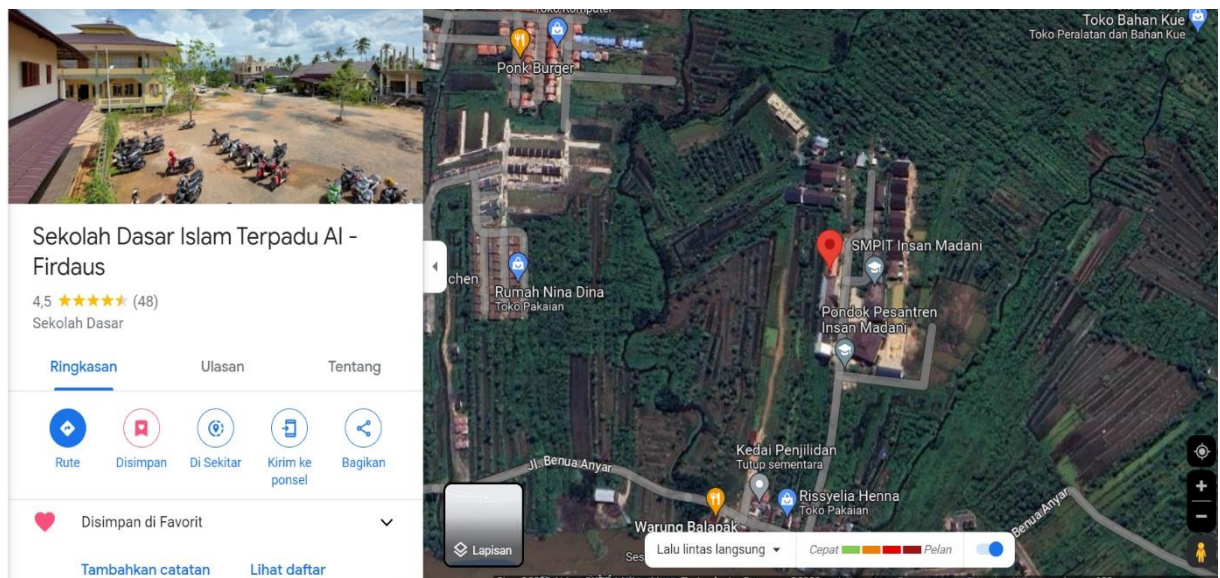 Sekolah Dasar Islam Terpadu Al -
Firdaus
4,5
(48)
Sekolah Dasar
Ringkasan
Ulasan
Tentang
Rute
Disimpan
Di Sekitar
Kirim ke
ponsel
Bagikan
Disimpan di Favorit
Tambahkan catatan
Lihat daftar
Toko Komputer
Ponk Burger
Toko Bahan Kue
Toko Peralatan dan Bahan Kue
chen
Rumah Nina Dina
Toko Pakaian
SMPIT Insan Madani
Pondok Pesantren
Insan Madani
Jl. Benua Anyar
Kedai Penjilidan
Tutup sementara
Rissyelia Henna
Toko Pakaian
Warung Balapak
Benua Anyar
Ses
Lapisan
Lalu lintas langsung
Cepat
Pelan